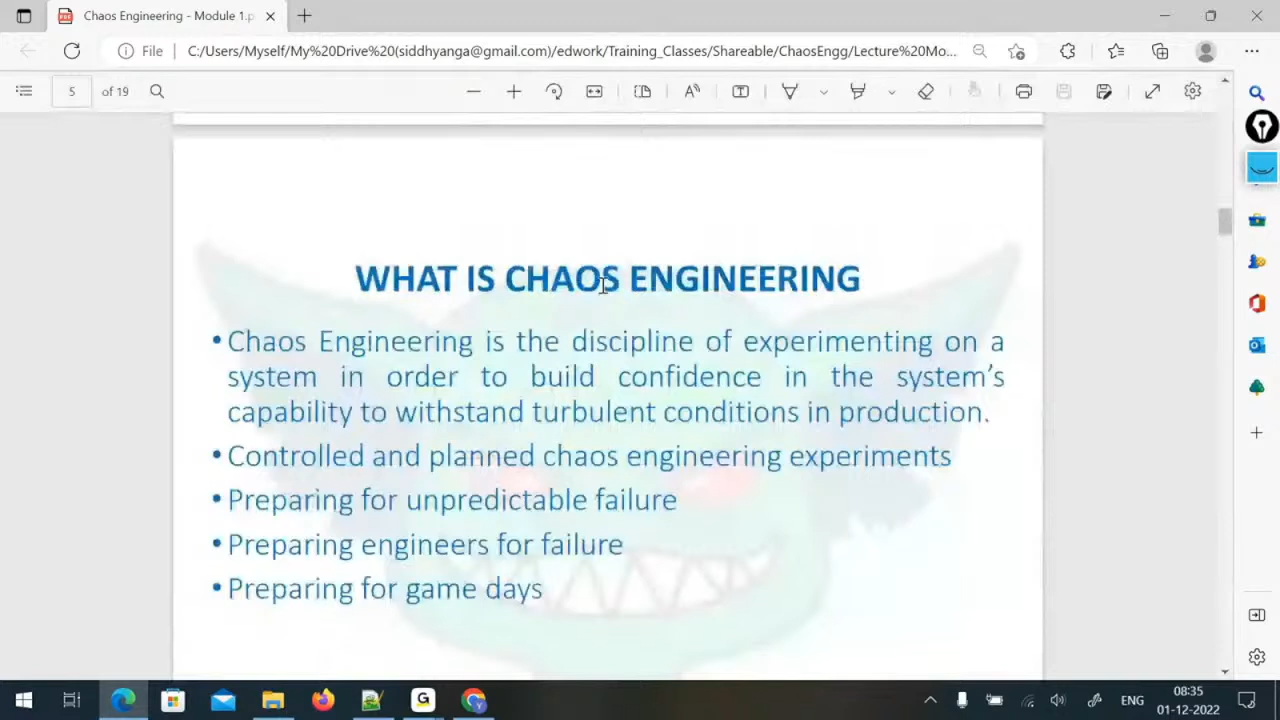 Chaos Engineering - Module 1.p
File
C:/Users/Myself/My%20Drive%20(siddhyanga@gmail.com)/edwork/Training_Classes/Shareable/ChaosEngg/Lecture%20Mo...
5 of 19
WHAT IS CHAOS ENGINEERING
• Chaos Engineering is the discipline of experimenting on a
system in order to build confidence in the system’s
capability to withstand turbulent conditions in production.
• Controlled and planned chaos engineering experiments
• Preparing for unpredictable failure
• Preparing engineers for failure
• Preparing for game days
ENG
08:35
01-12-2022